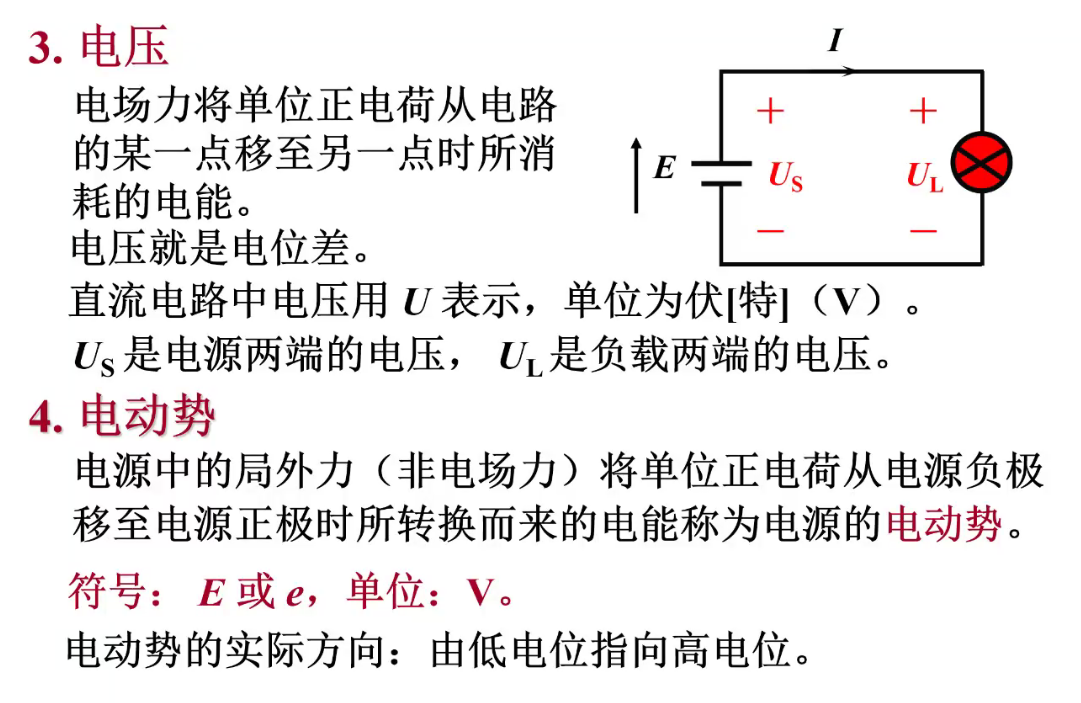 3. 电压
电场力将单位正电荷从电路
的某一点移至另一点时所消
耗的电能。
电压就是电位差。
I
+ +
E US UL
－ －
直流电路中电压用 U 表示，单位为伏[特]（V）。
US 是电源两端的电压， UL 是负载两端的电压。
4. 电动势
电源中的局外力（非电场力）将单位正电荷从电源负极
移至电源正极时所转换而来的电能称为电源的电动势。
符号： E 或 e，单位：V。
电动势的实际方向：由低电位指向高电位。